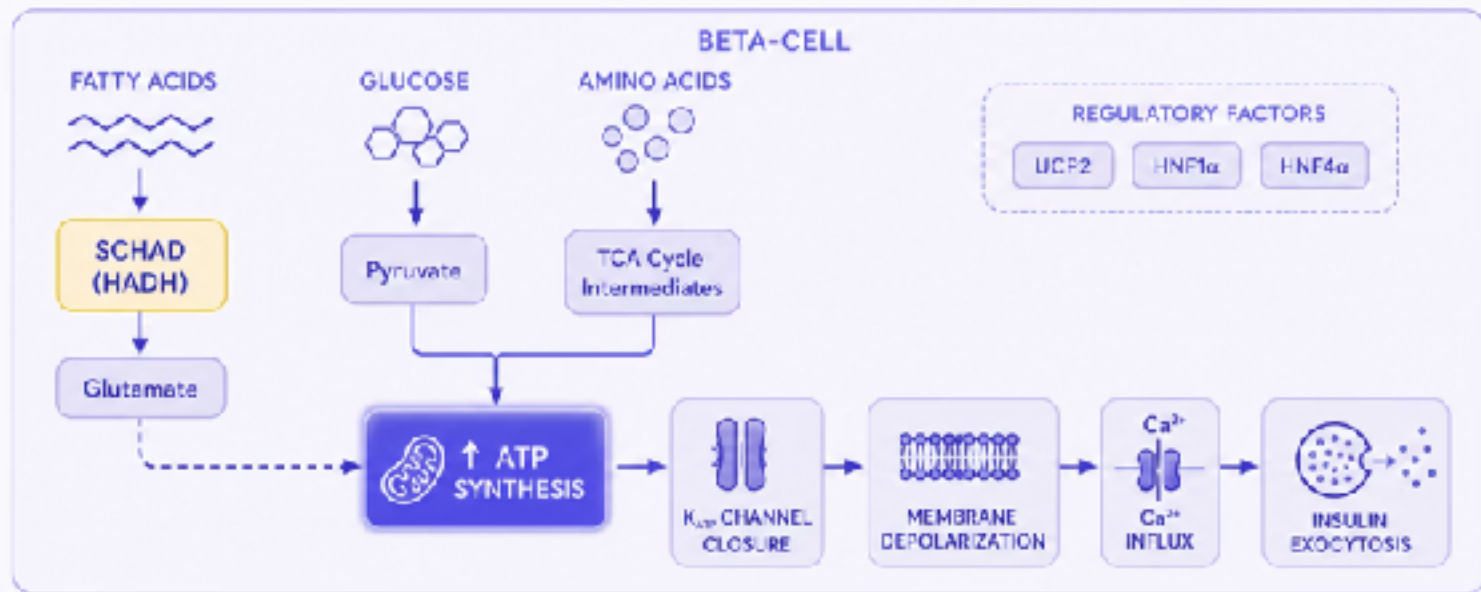 BETA-CELL
FATTY ACIDS
GLUCOSE
AMINO ACIDS
REGULATORY FACTORS
UCP2
HNF1α
HNF4α
SCHAD
(HADH)
Pyruvate
TCA Cycle
Intermediates
Glutamate
↑ ATP
SYNTHESIS
K_ATP CHANNEL
CLOSURE
MEMBRANE
DEPOLARIZATION
Ca²⁺
Ca²⁺
INFLUX
INSULIN
EXOCYTOSIS